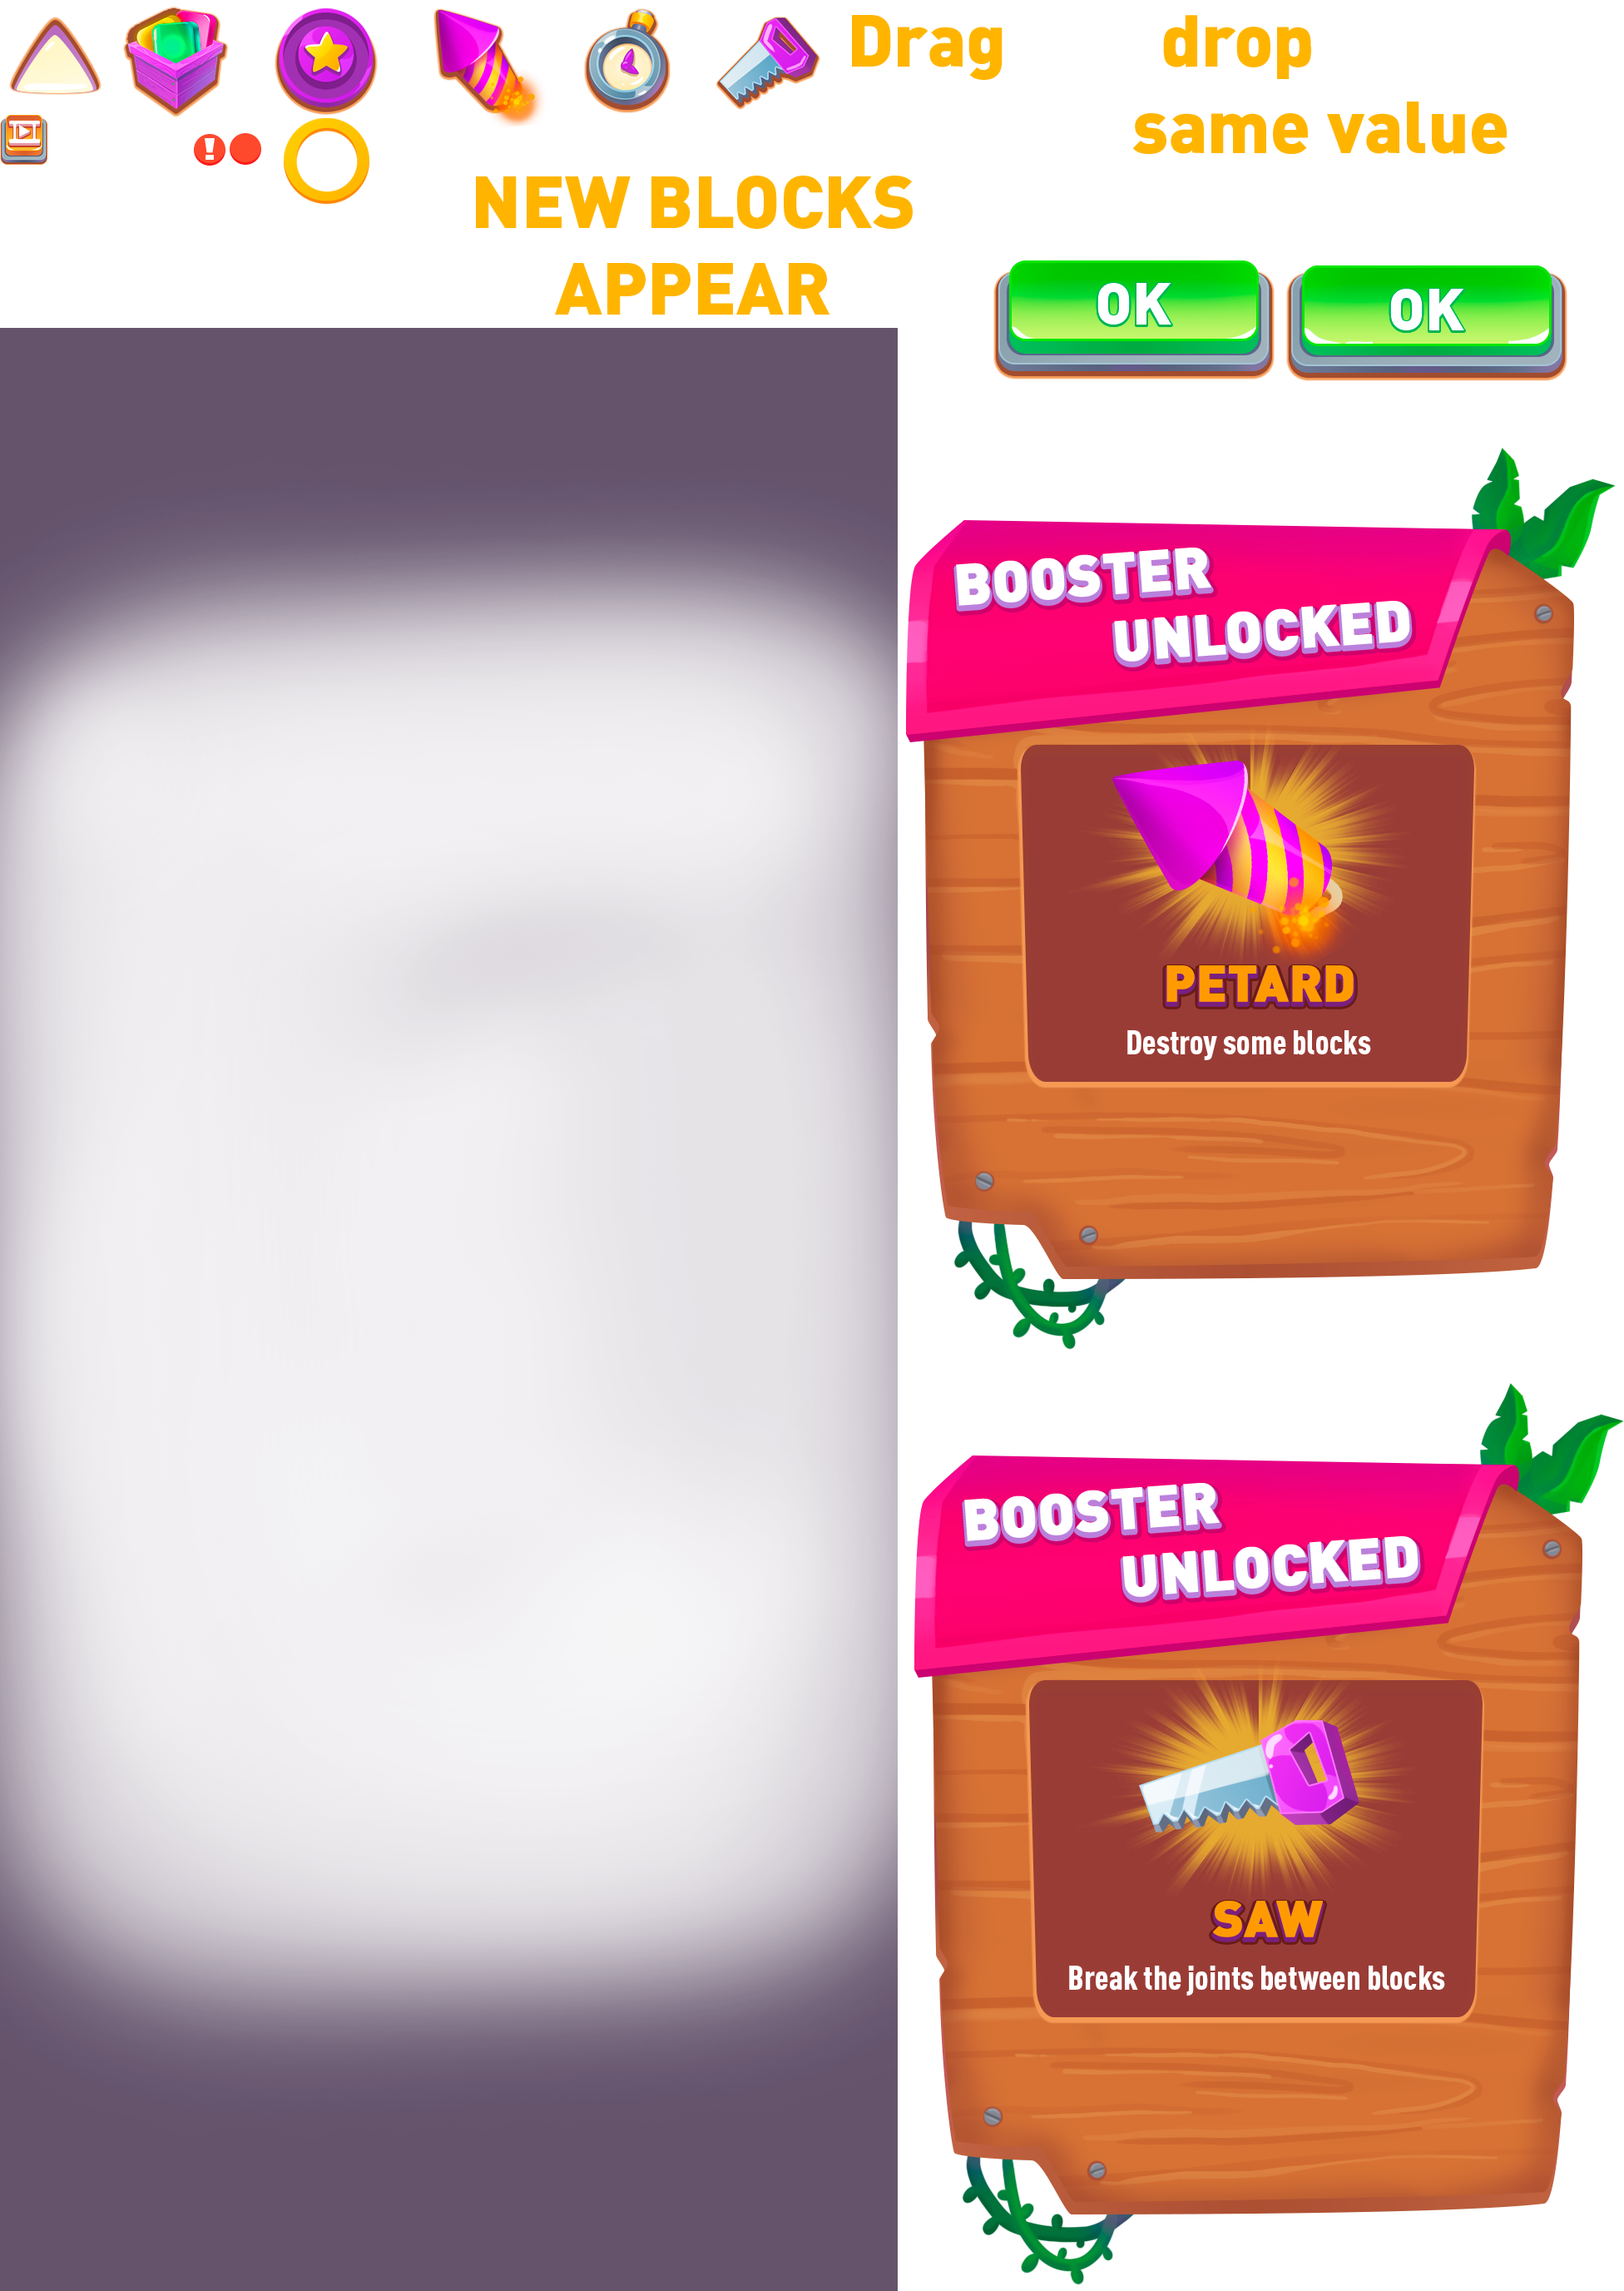 Drag drop
same value
NEW BLOCKS
APPEAR
OK OK
BOOSTER
UNLOCKED
PETARD
Destroy some blocks
BOOSTER
UNLOCKED
SAW
Break the joints between blocks